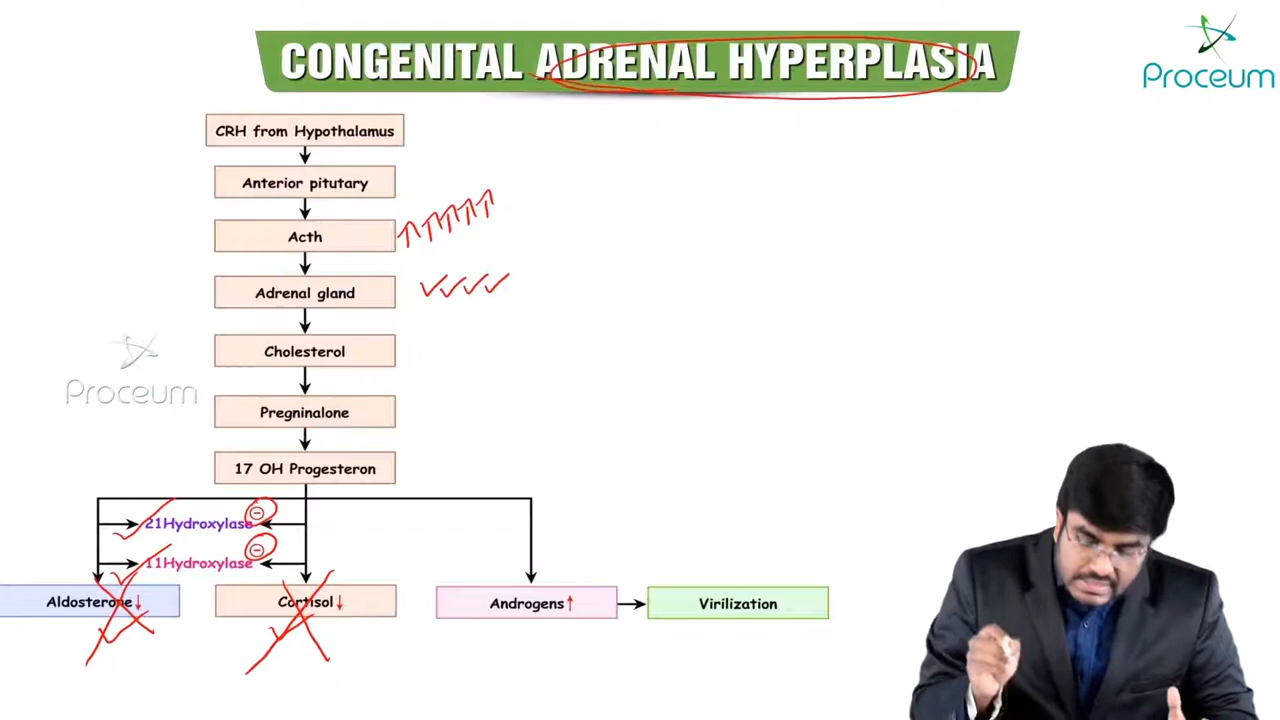 CONGENITAL ADRENAL HYPERPLASIA
Proceum
CRH from Hypothalamus
Anterior pitutary
Acth
Adrenal gland
Cholesterol
Proceum
Pregninalone
17 OH Progesteron
21Hydroxylase
11Hydroxylase
Aldosterone↓
Cortisol↓
Androgens↑
Virilization